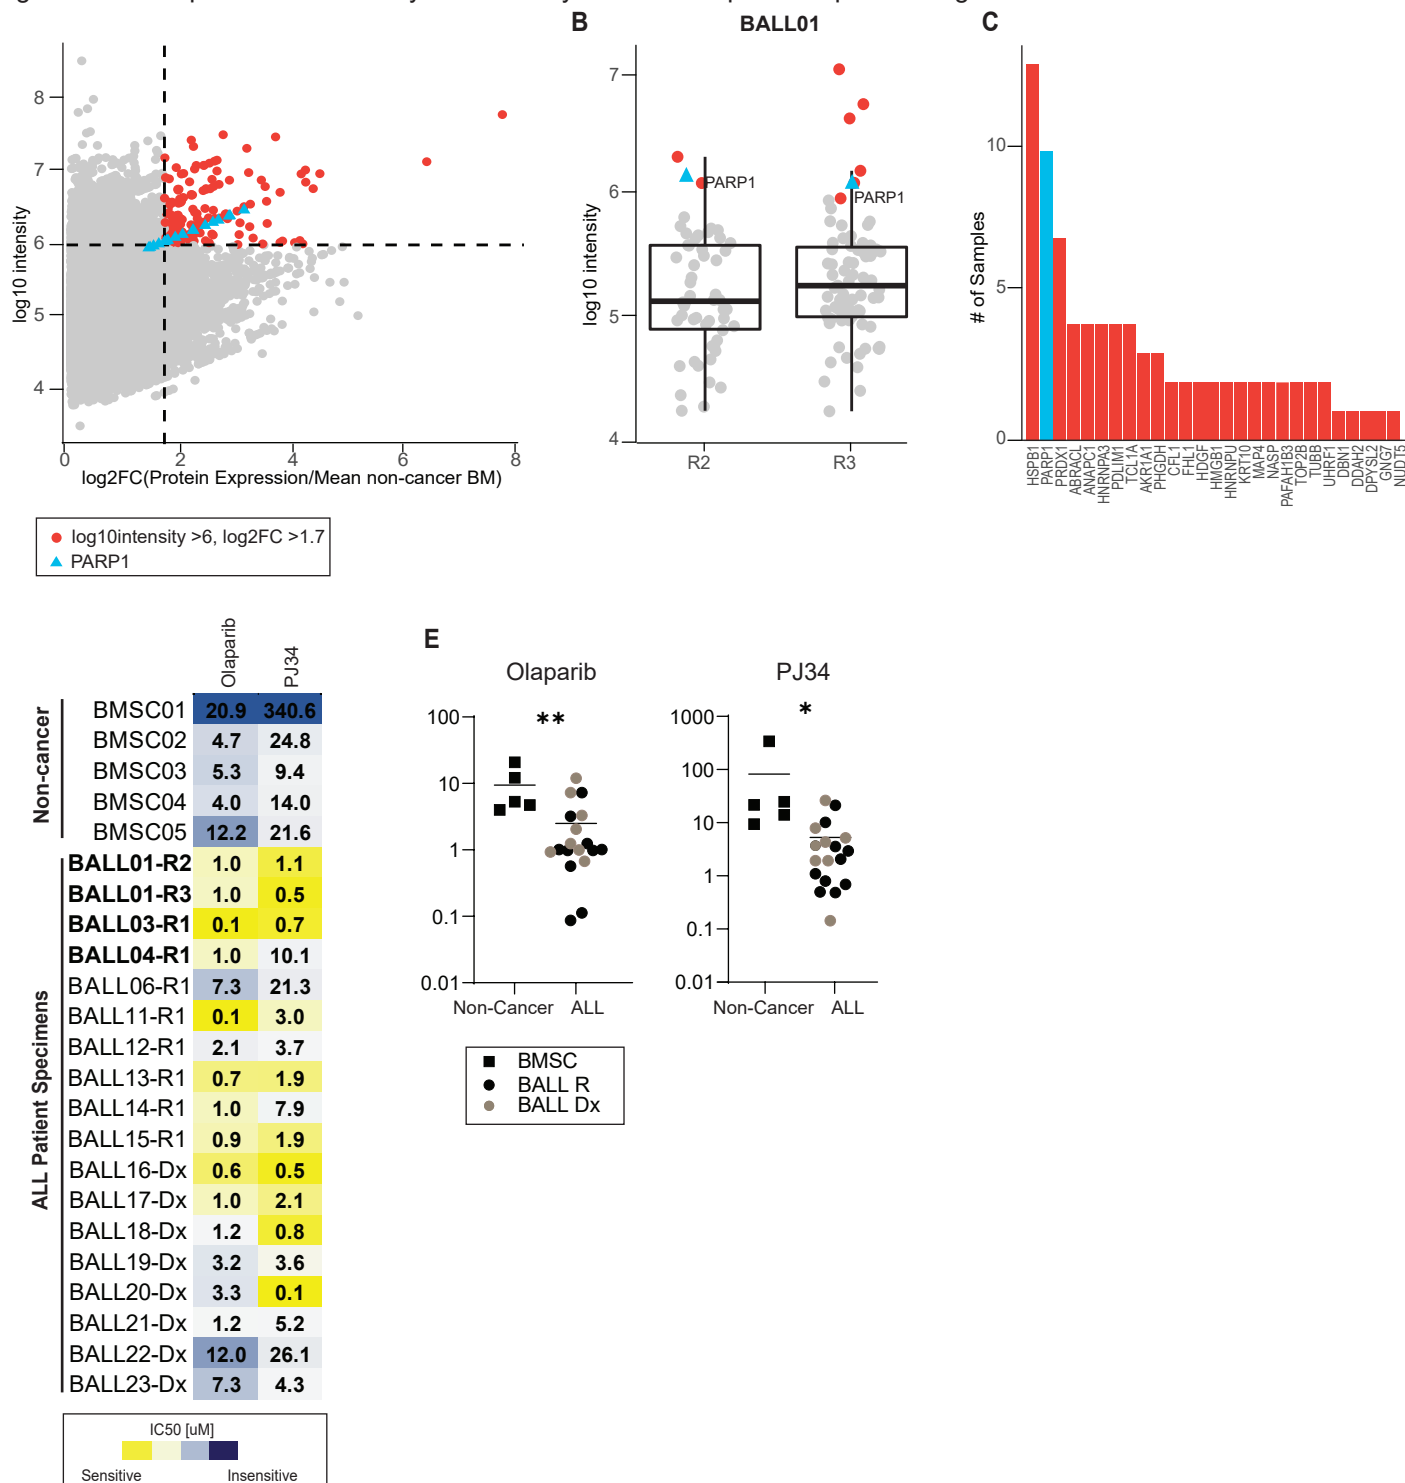 B
BALL01
C
log10 intensity
8
7
6
5
4
0
2
4
6
8
log2FC(Protein Expression/Mean non-cancer BM)
log10intensity >6, log2FC >1.7
PARP1
log10 intensity
7
6
5
4
PARP1
PARP1
R2
R3
# of Samples
10
5
0
HSPB1
PARP1
PRDX1
ABRACL
ANAPC1
HNRNPA3
PDLIM1
TCL1A
AKR1A1
PHGDH
CFL1
FHL1
HDGF
HMGB1
HNRNPU
KRT10
MAP4
NASP
PAFAH1B3
TOP2B
TUBB
UHRF1
DBN1
DDAH2
DPYSL2
GNG7
NUDT5
Olaparib
PJ34
Non-cancer
BMSC01 20.9 340.6
BMSC02 4.7 24.8
BMSC03 5.3 9.4
BMSC04 4.0 14.0
BMSC05 12.2 21.6
ALL Patient Specimens
BALL01-R2 1.0 1.1
BALL01-R3 1.0 0.5
BALL03-R1 0.1 0.7
BALL04-R1 1.0 10.1
BALL06-R1 7.3 21.3
BALL11-R1 0.1 3.0
BALL12-R1 2.1 3.7
BALL13-R1 0.7 1.9
BALL14-R1 1.0 7.9
BALL15-R1 0.9 1.9
BALL16-Dx 0.6 0.5
BALL17-Dx 1.0 2.1
BALL18-Dx 1.2 0.8
BALL19-Dx 3.2 3.6
BALL20-Dx 3.3 0.1
BALL21-Dx 1.2 5.2
BALL22-Dx 12.0 26.1
BALL23-Dx 7.3 4.3
IC50 [uM]
Sensitive Insensitive
E
Olaparib
**
100
10
1
0.1
0.01
Non-Cancer ALL
PJ34
*
1000
100
10
1
0.1
0.01
Non-Cancer ALL
BMSC
BALL R
BALL Dx